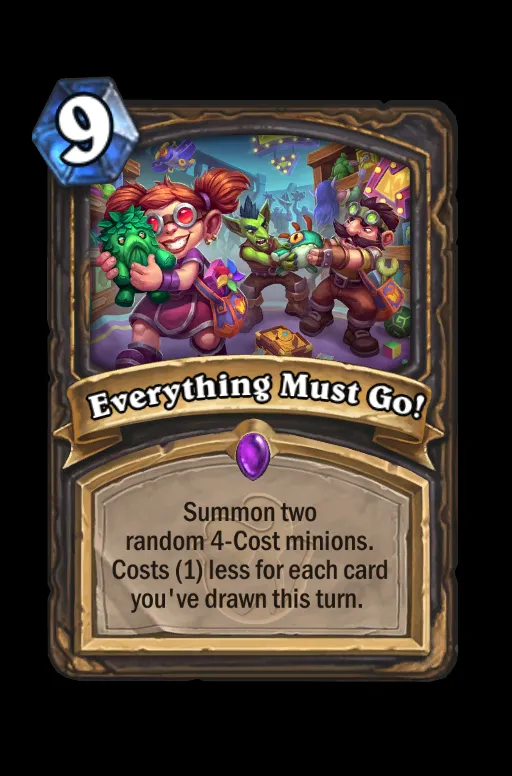 9
Everything Must Go!
Summon two
random 4-Cost minions.
Costs (1) less for each card
you've drawn this turn.